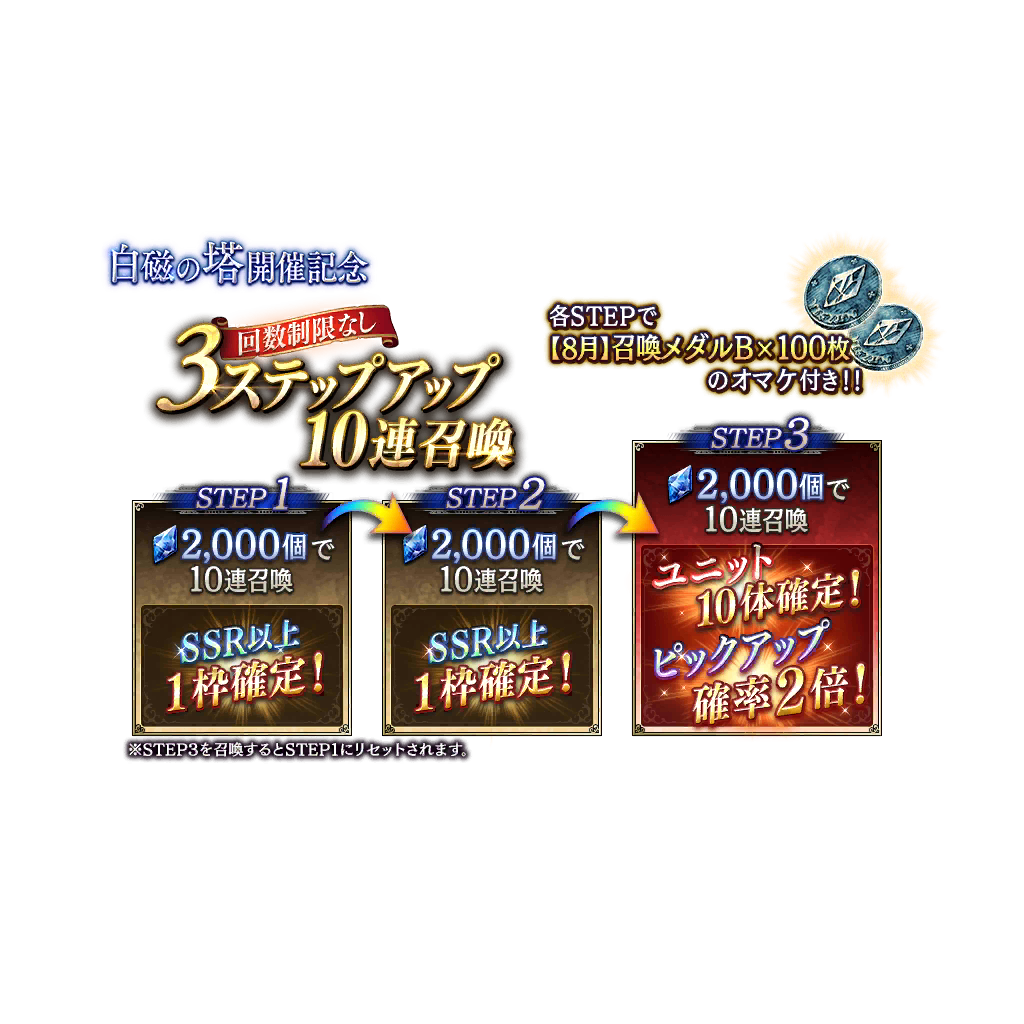 白磁の塔開催記念
回数制限なし
3ステップアップ
10連召喚
各STEPで
【8月】召喚メダルB×100枚
のオマケ付き!!
STEP1
2,000個で
10連召喚
SSR以上
1枠確定!
STEP2
2,000個で
10連召喚
SSR以上
1枠確定!
STEP3
2,000個で
10連召喚
ユニット
10体確定!
ピックアップ
確率2倍!
※STEP3を召喚するとSTEP1にリセットされます。